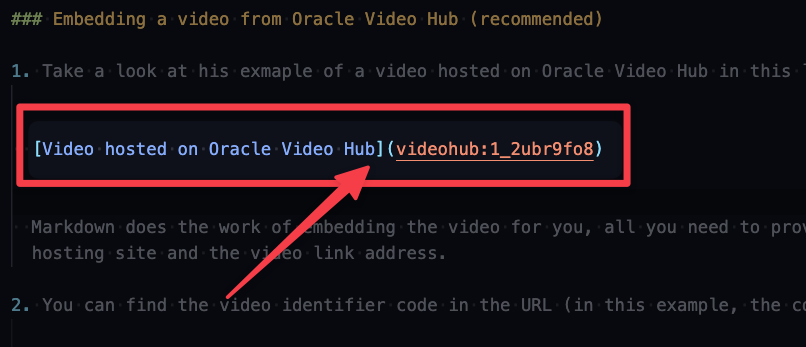 ### Embedding a video from Oracle Video Hub (recommended)
1. Take a look at his exmaple of a video hosted on Oracle Video Hub in this
[Video hosted on Oracle Video Hub](videohub:1_2ubr9fo8)
Markdown does the work of embedding the video for you, all you need to prov
hosting site and the video link address.
2. You can find the video identifier code in the URL (in this example, the co